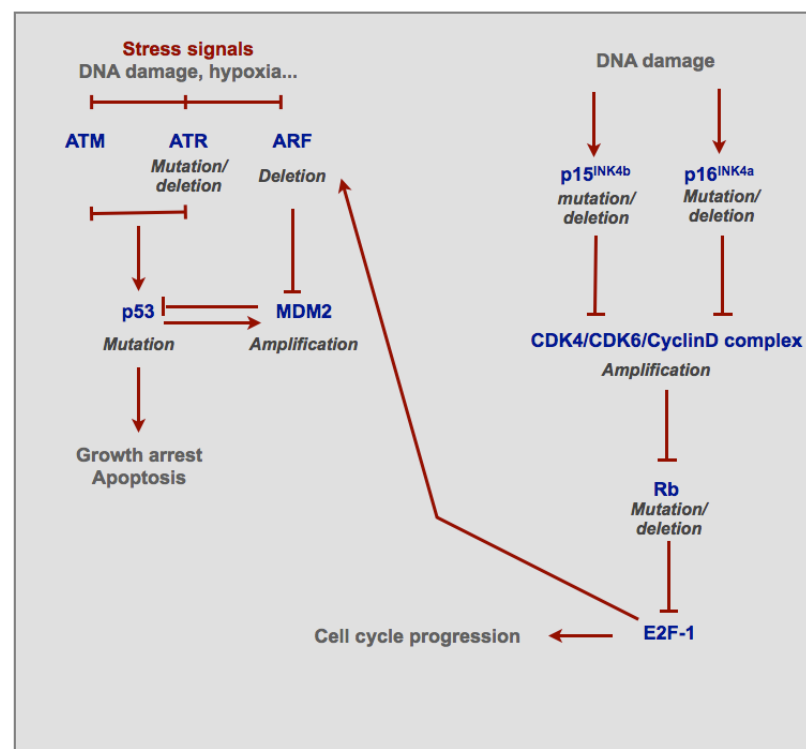 Stress signals
DNA damage, hypoxia...
ATM
ATR
ARF
Mutation/
deletion
Deletion
p53
MDM2
Mutation
Amplification
Growth arrest
Apoptosis
DNA damage
p15INK4b
mutation/
deletion
p16INK4a
Mutation/
deletion
CDK4/CDK6/CyclinD complex
Amplification
Rb
Mutation/
deletion
E2F-1
Cell cycle progression